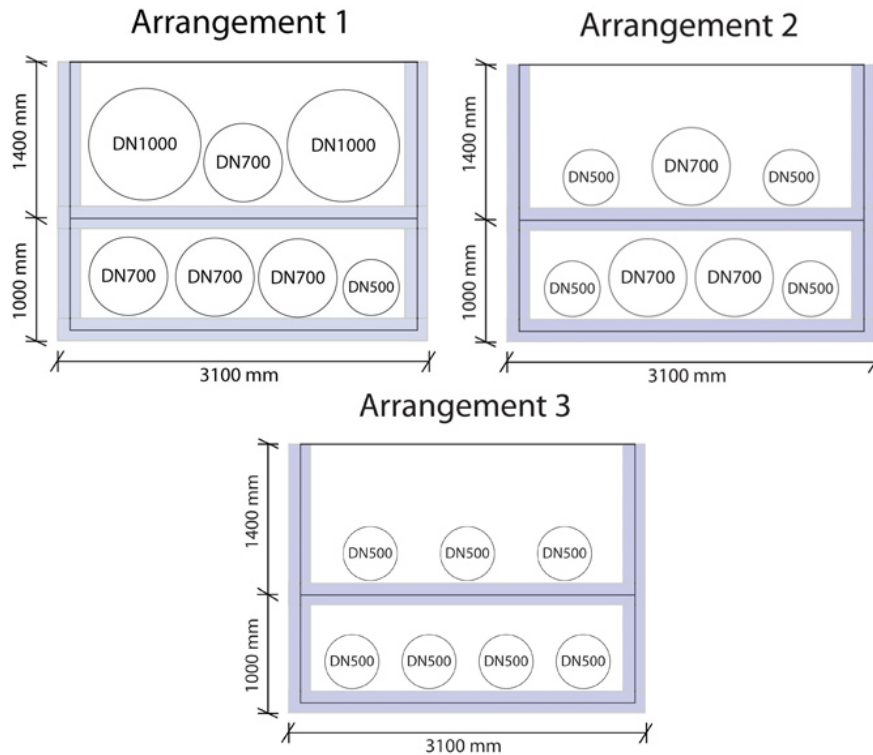 Arrangement 1
1400 mm
DN1000
DN700
DN1000
1000 mm
DN700
DN700
DN700
DN500
3100 mm
Arrangement 2
1400 mm
DN500
DN700
DN500
1000 mm
DN500
DN700
DN700
DN500
3100 mm
Arrangement 3
1400 mm
DN500
DN500
DN500
1000 mm
DN500
DN500
DN500
DN500
3100 mm